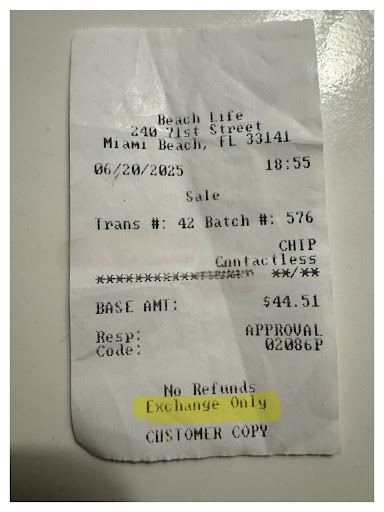 Beach Life
240 71st Street
Miami Beach, FL 33141
06/20/2025 18:55
Sale
Trans #: 42 Batch #: 576
CHIP
Contactless
**/**
BASE AMT: $44.51
Resp: APPROVAL
Code: 02086P
No Refunds
Exchange Only
CUSTOMER COPY